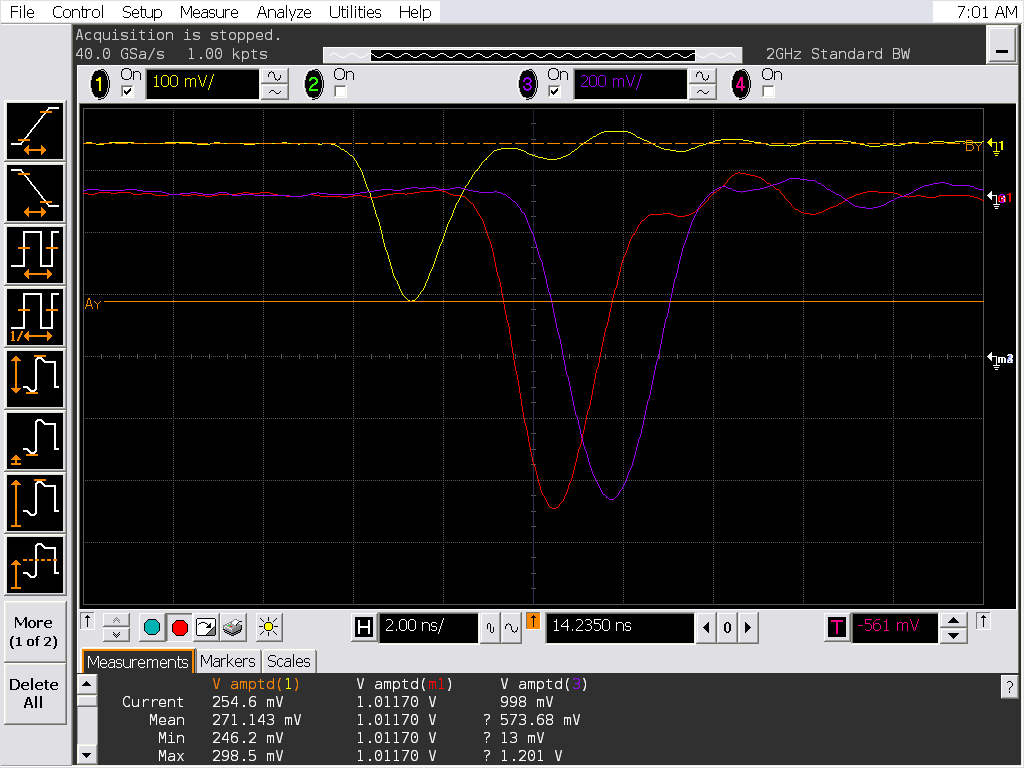 File Control Setup Measure Analyze Utilities Help 7:01 AM
Acquisition is stopped.
40.0 GSa/s 1.00 kpts 2GHz Standard BW
1 On 100 mV/ 2 On 3 On 200 mV/ 4 On
By 1
Ay
1/
More
(1 of 2)
Delete
All
H 2.00 ns/ 14.2350 ns 0 T -561 mV
Measurements Markers Scales
V amptd(1) V amptd(m1) V amptd(3) ?
Current 254.6 mV 1.01170 V 998 mV
Mean 271.143 mV 1.01170 V ? 573.68 mV
Min 246.2 mV 1.01170 V ? 13 mV
Max 298.5 mV 1.01170 V ? 1.201 V